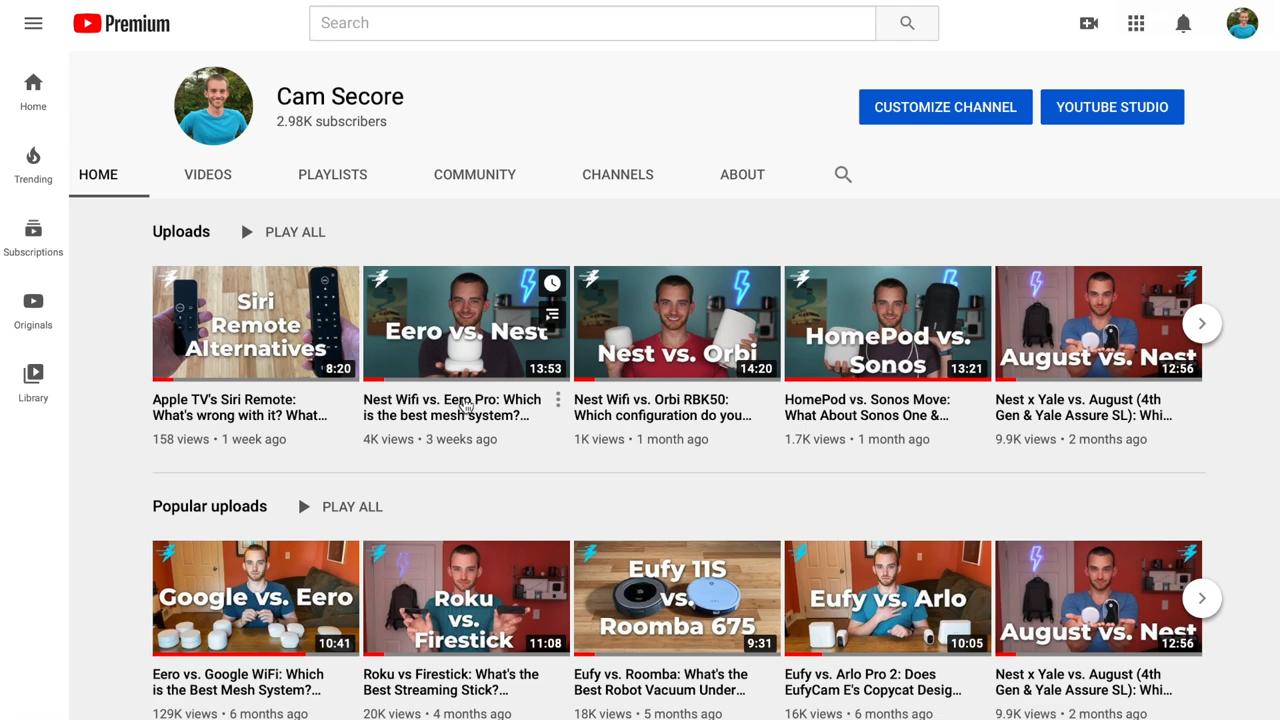 Premium
Search
Home
Trending
Subscriptions
Originals
Library
Cam Secore
2.98K subscribers
CUSTOMIZE CHANNEL
YOUTUBE STUDIO
HOME
VIDEOS
PLAYLISTS
COMMUNITY
CHANNELS
ABOUT
Uploads
PLAY ALL
Siri
Remote
Alternatives
8:20
Apple TV's Siri Remote:
What's wrong with it? What...
158 views • 1 week ago
Eero vs. Nest
13:53
Nest Wifi vs. Eero Pro: Which
is the best mesh system?...
4K views • 3 weeks ago
Nest vs. Orbi
14:20
Nest Wifi vs. Orbi RBK50:
Which configuration do you...
1K views • 1 month ago
HomePod vs.
Sonos
13:21
HomePod vs. Sonos Move:
What About Sonos One &...
1.7K views • 1 month ago
August vs. Nest
12:56
Nest x Yale vs. August (4th
Gen & Yale Assure SL): Whi...
9.9K views • 2 months ago
Popular uploads
PLAY ALL
Google vs. Eero
10:41
Eero vs. Google WiFi: Which
is the Best Mesh System?...
129K views • 6 months ago
Roku
vs.
Firestick
11:08
Roku vs Firestick: What's the
Best Streaming Stick?...
20K views • 4 months ago
Eufy 11S
vs.
Roomba 675
9:31
Eufy vs. Roomba: What's the
Best Robot Vacuum Under...
18K views • 5 months ago
Eufy vs. Arlo
10:05
Eufy vs. Arlo Pro 2: Does
EufyCam E's Copycat Desig...
16K views • 6 months ago
August vs. Nest
12:56
Nest x Yale vs. August (4th
Gen & Yale Assure SL): Whi...
9.9K views • 2 months ago